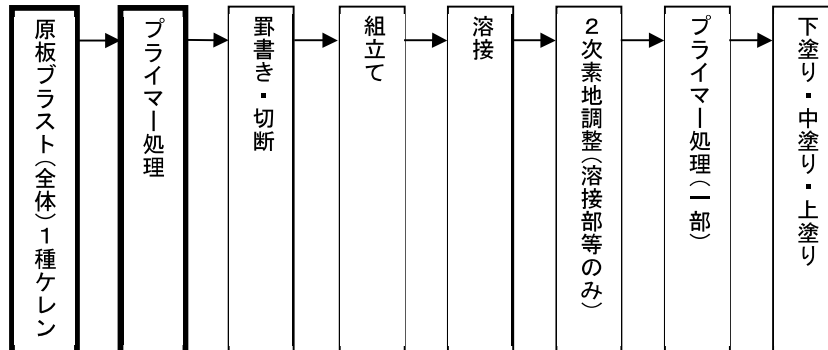 原板ブラスト(全体)1種ケレン
プライマー処理
罫書き・切断
組立て
溶接
2次素地調整(溶接部等のみ)
プライマー処理(一部)
下塗り・中塗り・上塗り